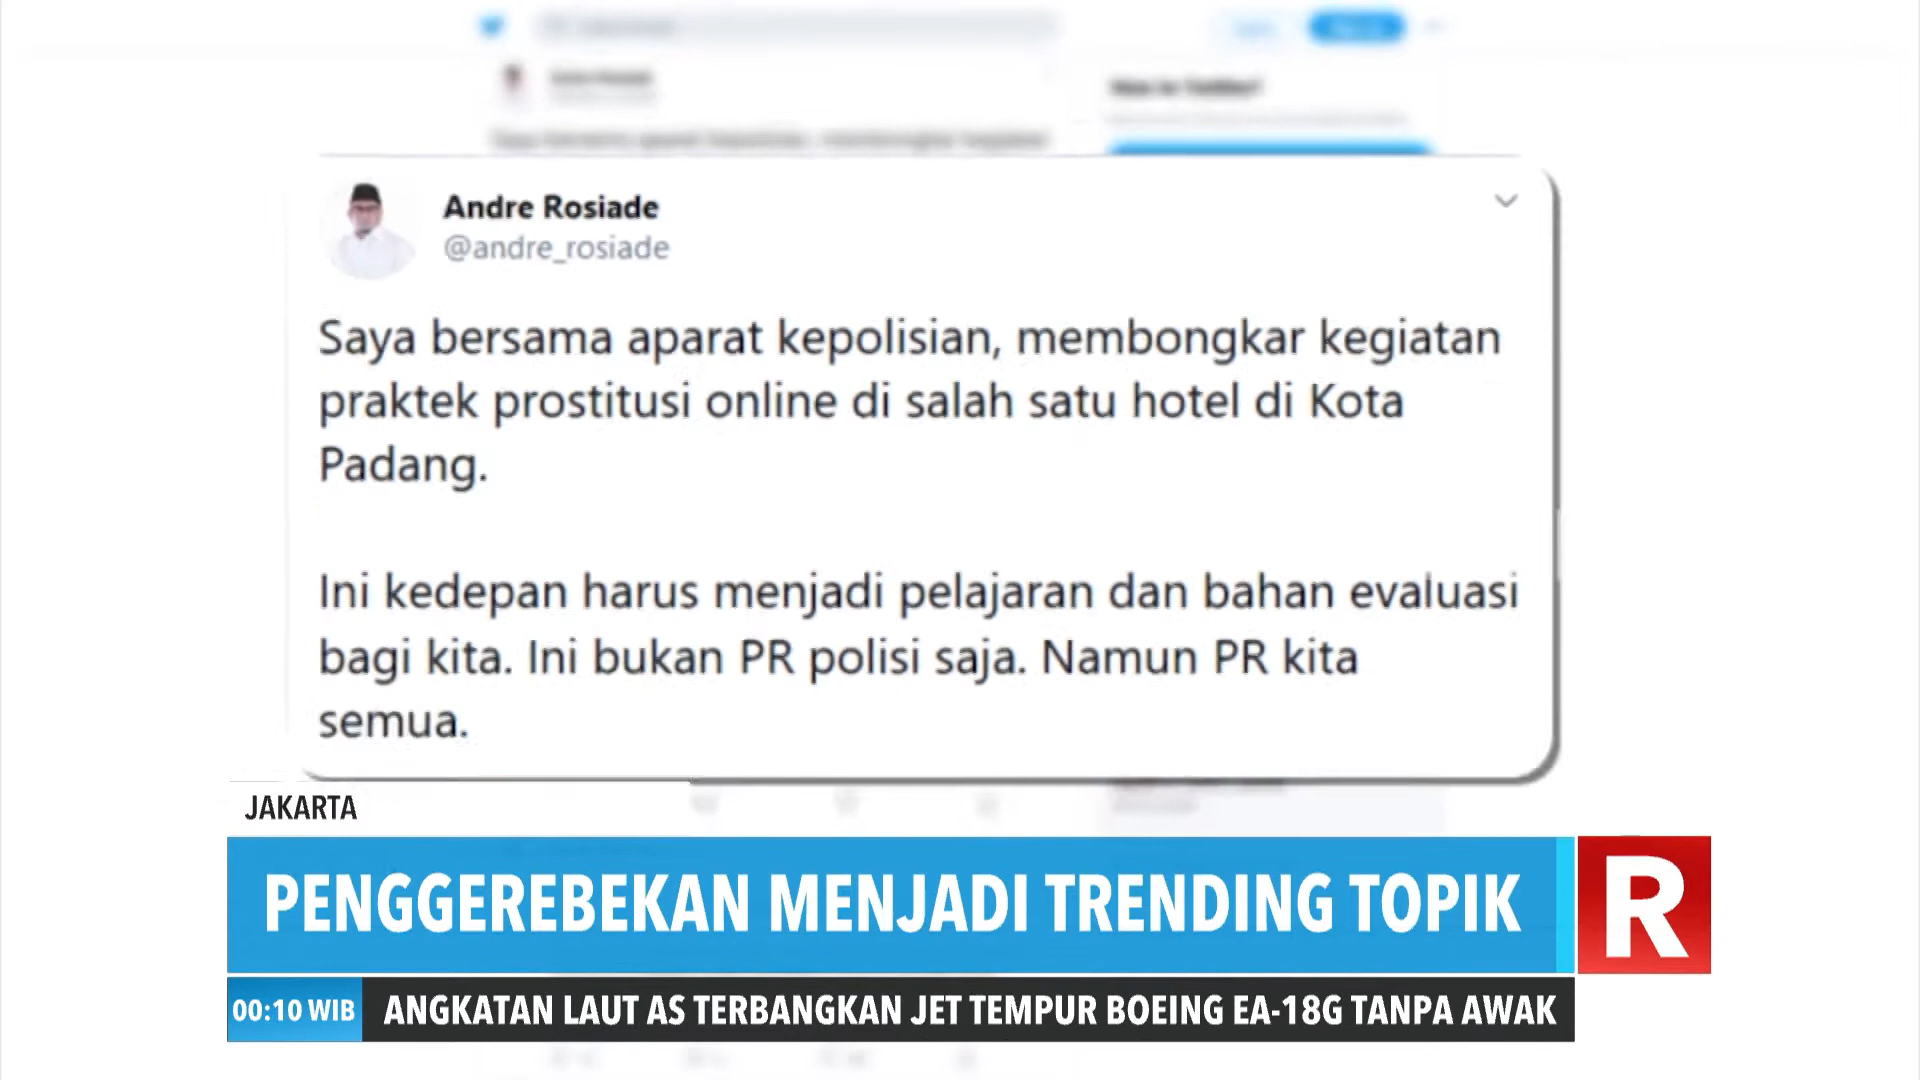 Andre Rosiade
@andre_rosiade
Saya bersama aparat kepolisian, membongkar kegiatan
praktek prostitusi online di salah satu hotel di Kota
Padang.
Ini kedepan harus menjadi pelajaran dan bahan evaluasi
bagi kita. Ini bukan PR polisi saja. Namun PR kita
semua.
JAKARTA
PENGGEREBEKAN MENJADI TRENDING TOPIK
R
00:10 WIB
ANGKATAN LAUT AS TERBANGKAN JET TEMPUR BOEING EA-18G TANPA AWAK